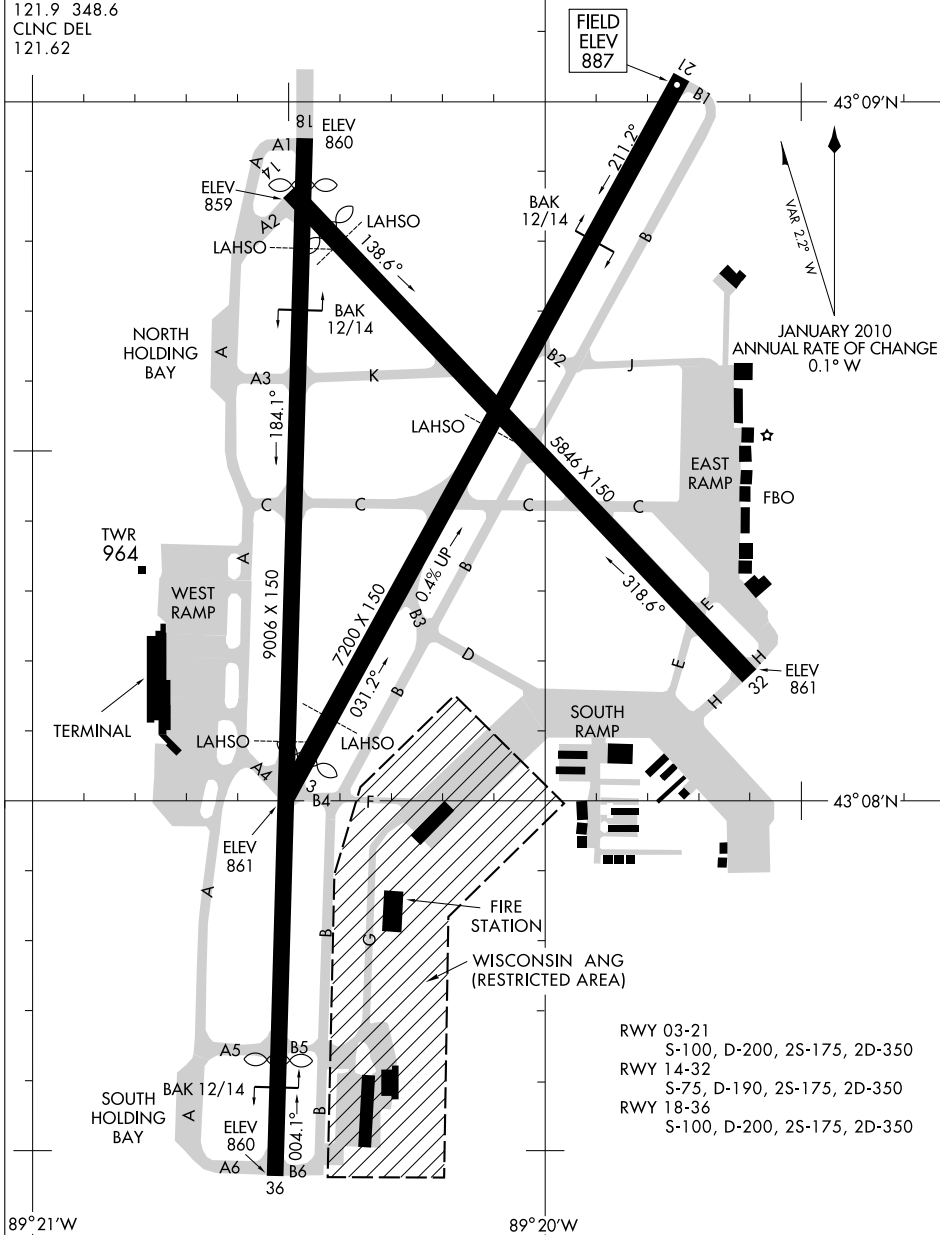 121.9 348.6
CLNC DEL
121.62
FIELD
ELEV
887
21
B1
43°09'N
18
ELEV
860
A1
A
14
ELEV
859
A2
LAHSO
LAHSO
138.6°
211.2°
BAK
12/14
B
VAR 2.2° W
JANUARY 2010
ANNUAL RATE OF CHANGE
0.1° W
BAK
12/14
NORTH
HOLDING
BAY
A
A3
K
B2
J
184.1°
LAHSO
5846 X 150
EAST
RAMP
FBO
C
C
C
C
TWR
964
A
WEST
RAMP
9006 X 150
7200 X 150
0.4% UP
B
B3
318.6°
E
D
E
H
ELEV
861
32
H
031.2°
B
TERMINAL
LAHSO
LAHSO
SOUTH
RAMP
A4
3
B4
F
43°08'N
ELEV
861
A
FIRE
STATION
B
G
WISCONSIN ANG
(RESTRICTED AREA)
RWY 03-21
S-100, D-200, 2S-175, 2D-350
RWY 14-32
S-75, D-190, 2S-175, 2D-350
RWY 18-36
S-100, D-200, 2S-175, 2D-350
A5
B5
BAK 12/14
SOUTH
HOLDING
BAY
A
ELEV
860
004.1°
B
A6
B6
36
89°21'W
89°20'W